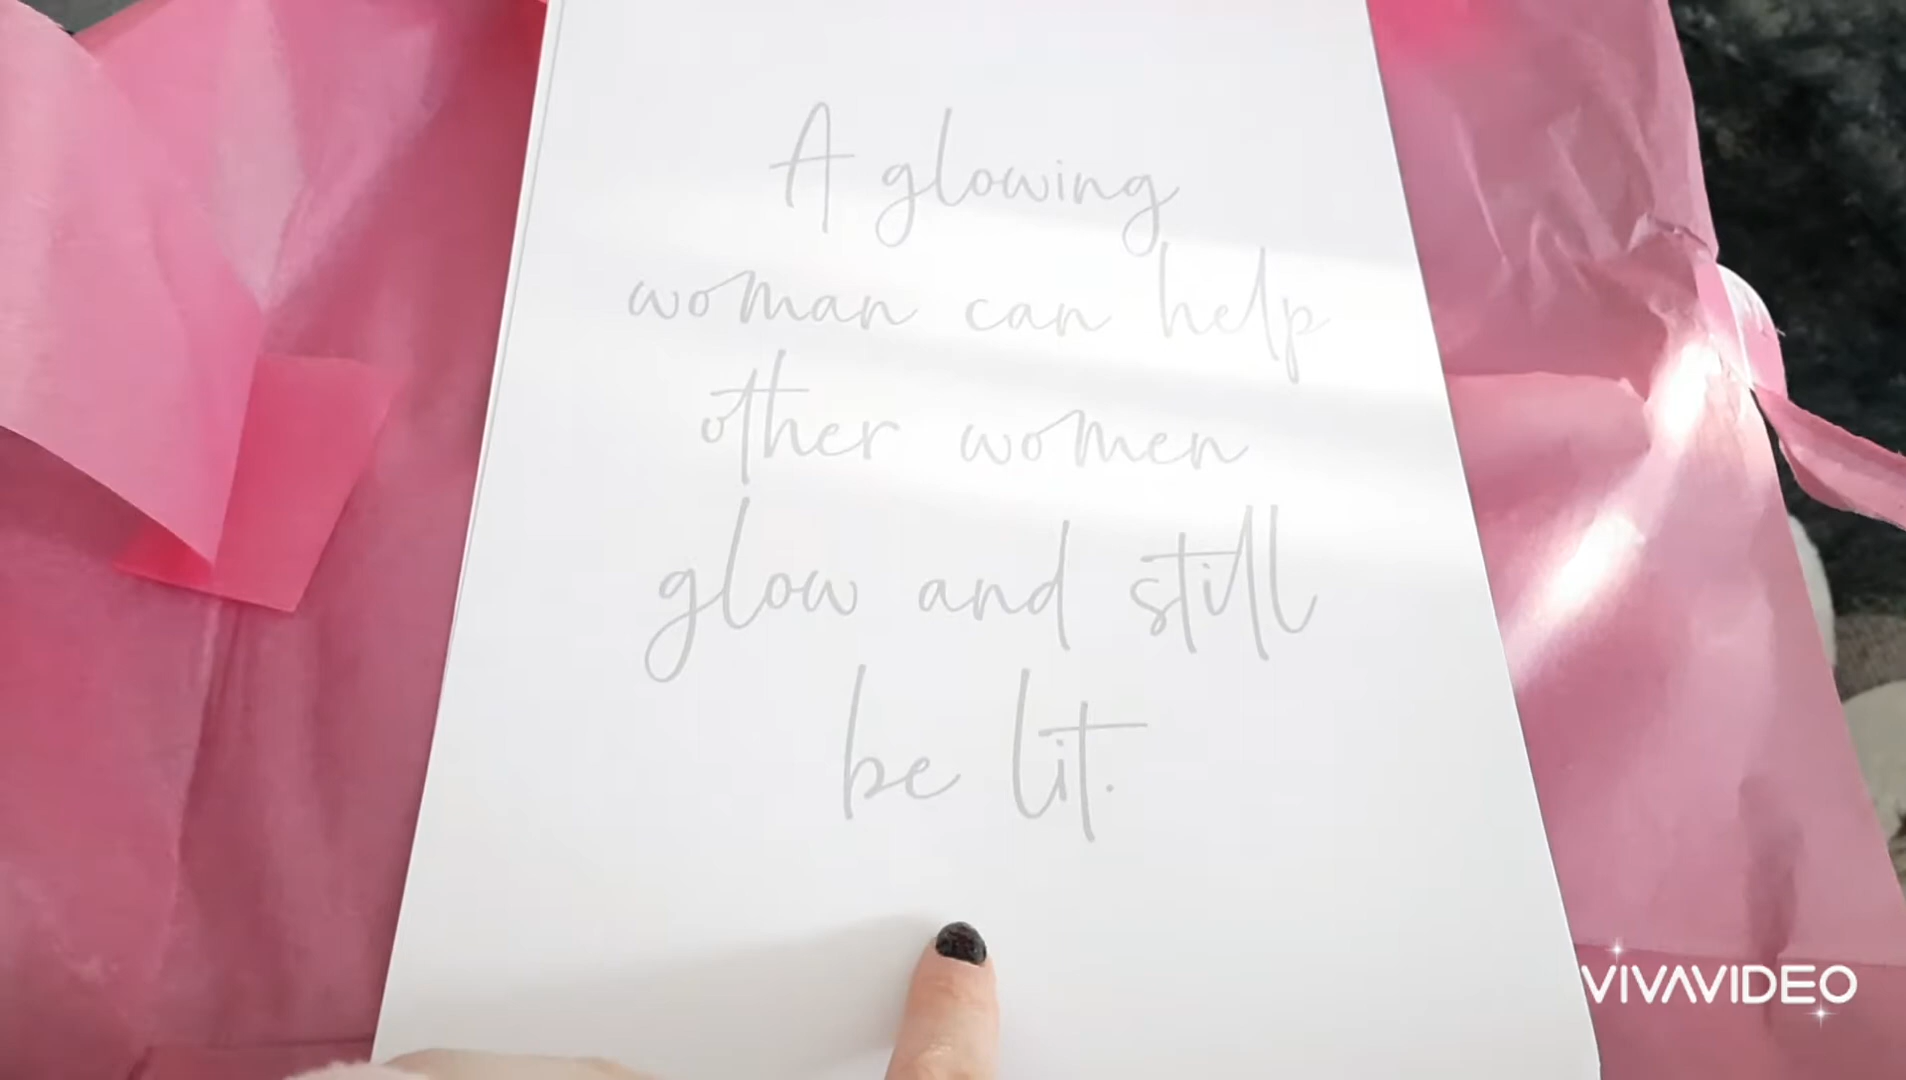 A glowing
woman can help
other women
glow and still
be lit.
VIVAVIDEO